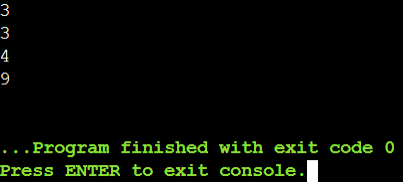 3
3
4
9
...Program finished with exit code 0
Press ENTER to exit console.